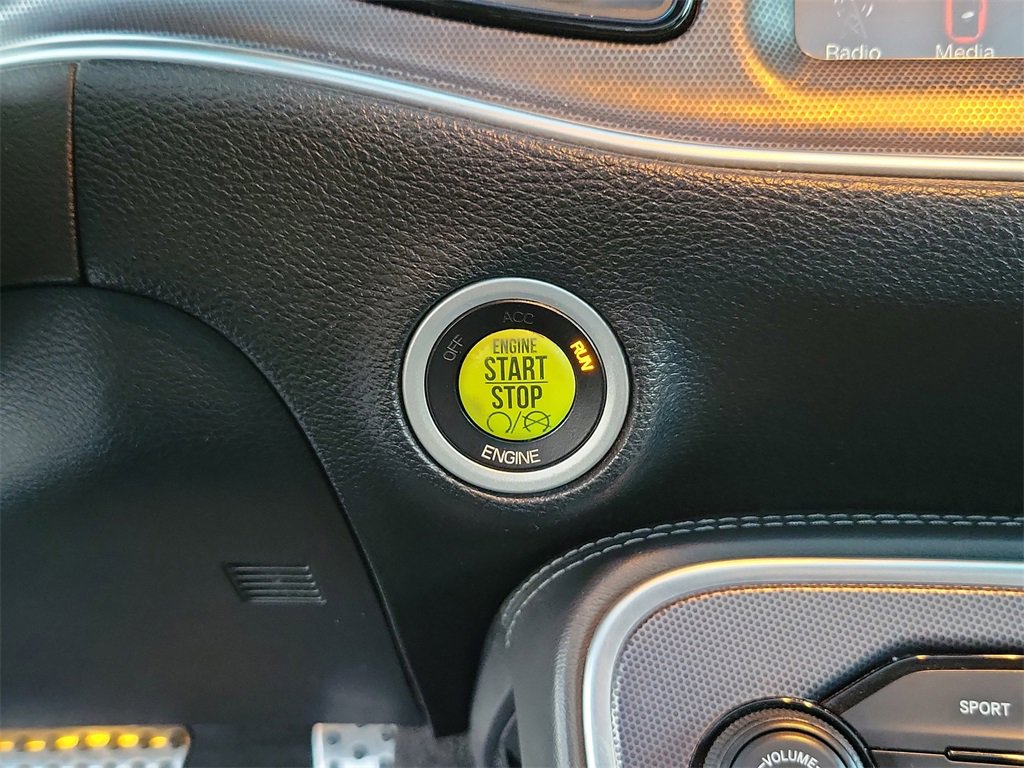 Radio Media
ACC
OFF
RUN
ENGINE
START
STOP
ENGINE
SPORT
VOLUME